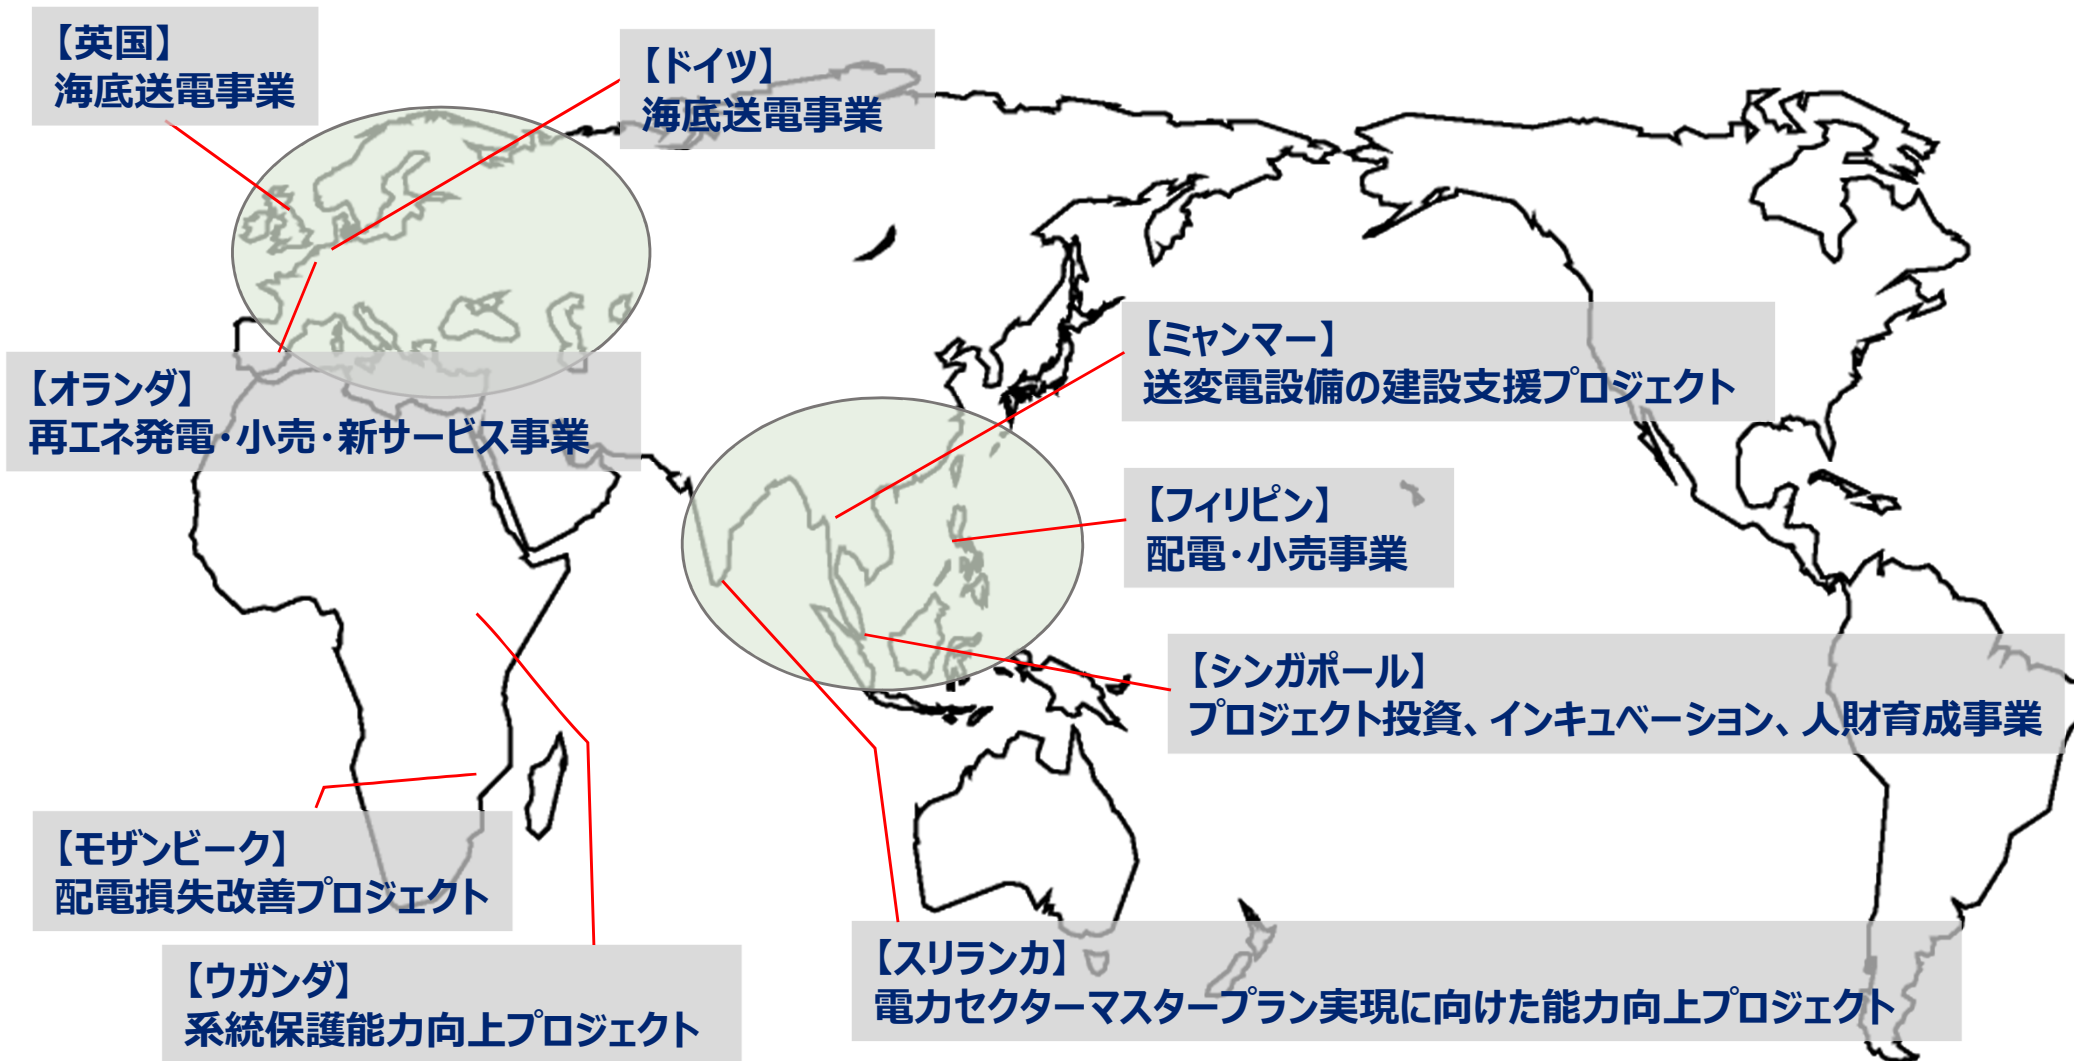 【英国】
海底送電事業
【ドイツ】
海底送電事業
【オランダ】
再エネ発電・小売・新サービス事業
【ミャンマー】
送変電設備の建設支援プロジェクト
【フィリピン】
配電・小売事業
【シンガポール】
プロジェクト投資、インキュベーション、人財育成事業
【モザンビーク】
配電損失改善プロジェクト
【ウガンダ】
系統保護能力向上プロジェクト
【スリランカ】
電力セクターマスタープラン実現に向けた能力向上プロジェクト